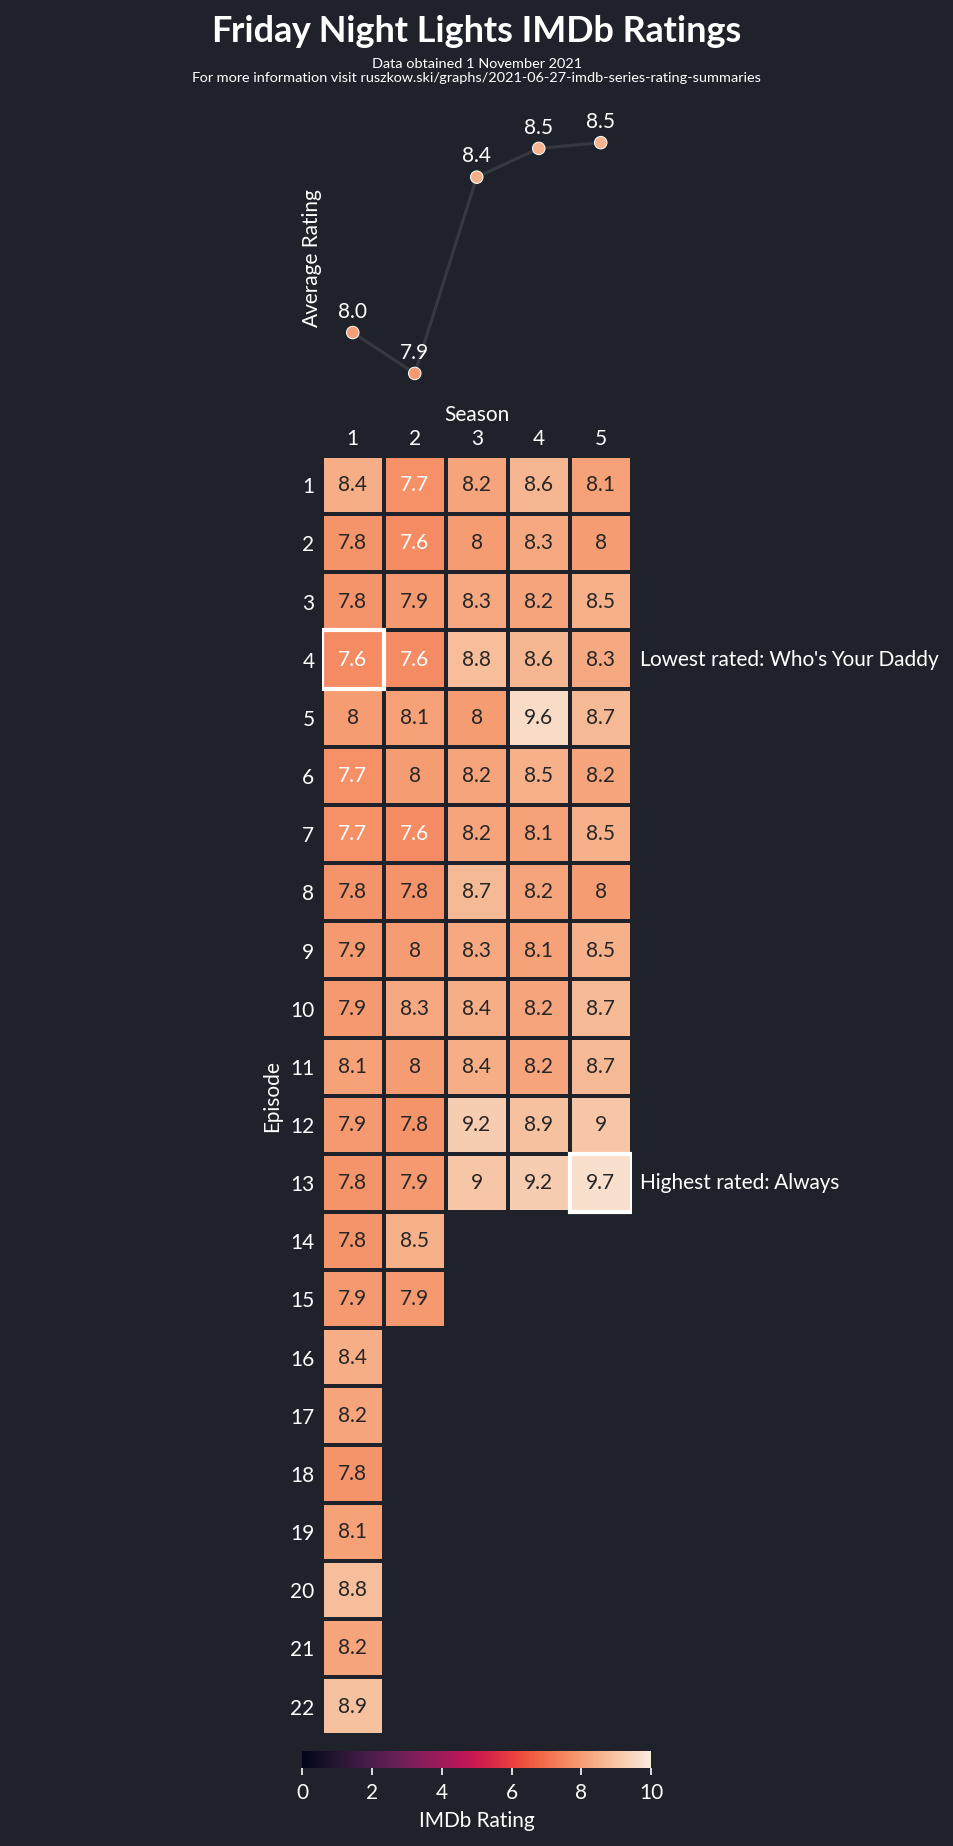 Friday Night Lights IMDb Ratings
Data obtained 1 November 2021
For more information visit ruszkow.ski/graphs/2021-06-27-imdb-series-rating-summaries
8.0 7.9 8.4 8.5 8.5
Average Rating
Season
1 2 3 4 5
1 8.4 7.7 8.2 8.6 8.1
2 7.8 7.6 8 8.3 8
3 7.8 7.9 8.3 8.2 8.5
4 7.6 7.6 8.8 8.6 8.3 Lowest rated: Who's Your Daddy
5 8 8.1 8 9.6 8.7
6 7.7 8 8.2 8.5 8.2
7 7.7 7.6 8.2 8.1 8.5
8 7.8 7.8 8.7 8.2 8
9 7.9 8 8.3 8.1 8.5
10 7.9 8.3 8.4 8.2 8.7
11 8.1 8 8.4 8.2 8.7
Episode
12 7.9 7.8 9.2 8.9 9
13 7.8 7.9 9 9.2 9.7 Highest rated: Always
14 7.8 8.5
15 7.9 7.9
16 8.4
17 8.2
18 7.8
19 8.1
20 8.8
21 8.2
22 8.9
0 2 4 6 8 10
IMDb Rating